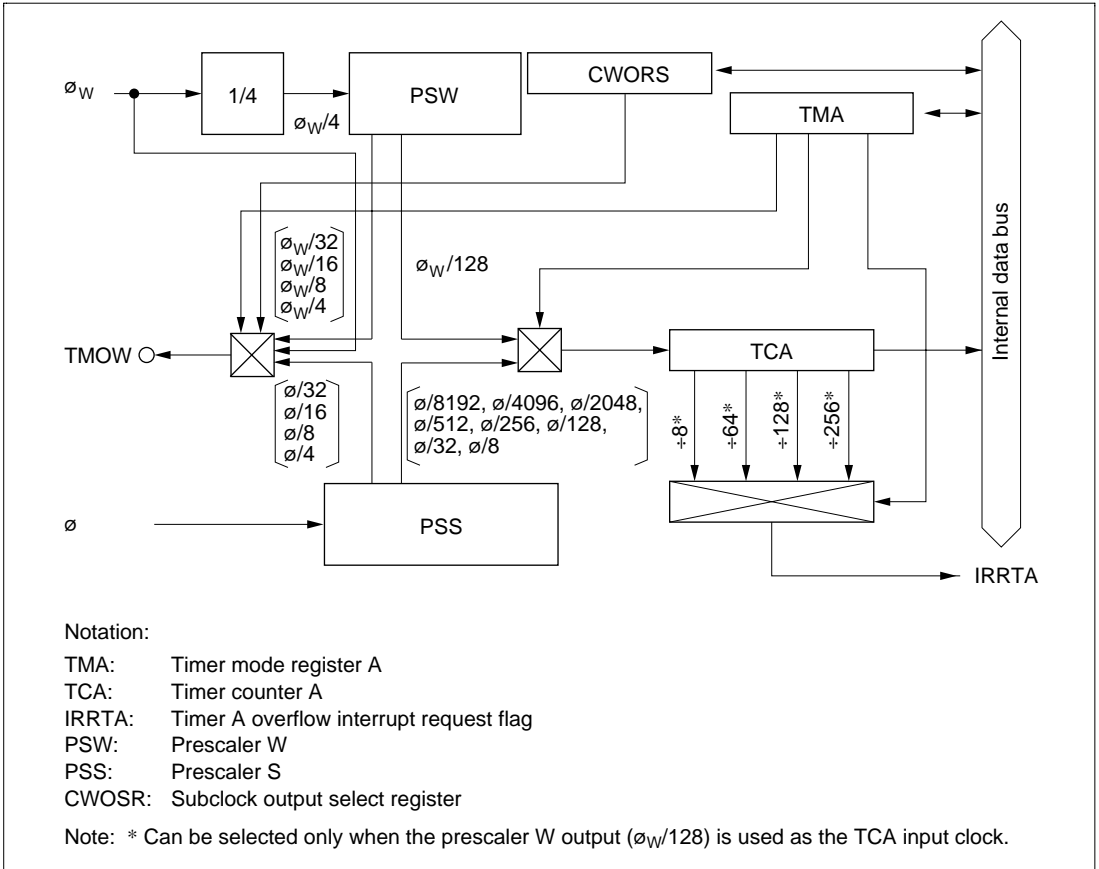 øW
1/4
øW/4
PSW
CWORS
TMA
Internal data bus
øW/32
øW/16
øW/8
øW/4
øW/128
TMOW
TCA
ø/32
ø/16
ø/8
ø/4
ø/8192, ø/4096, ø/2048,
ø/512, ø/256, ø/128,
ø/32, ø/8
÷8*
÷64*
÷128*
÷256*
ø
PSS
IRRTA
Notation:
TMA: Timer mode register A
TCA: Timer counter A
IRRTA: Timer A overflow interrupt request flag
PSW: Prescaler W
PSS: Prescaler S
CWOSR: Subclock output select register
Note: * Can be selected only when the prescaler W output (øW/128) is used as the TCA input clock.